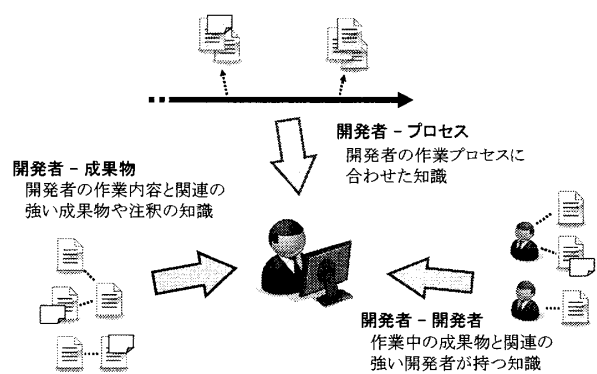 開発者 – プロセス
開発者の作業プロセスに
合わせた知識
開発者 – 成果物
開発者の作業内容と関連の
強い成果物や注釈の知識
開発者 – 開発者
作業中の成果物と関連の
強い開発者が持つ知識